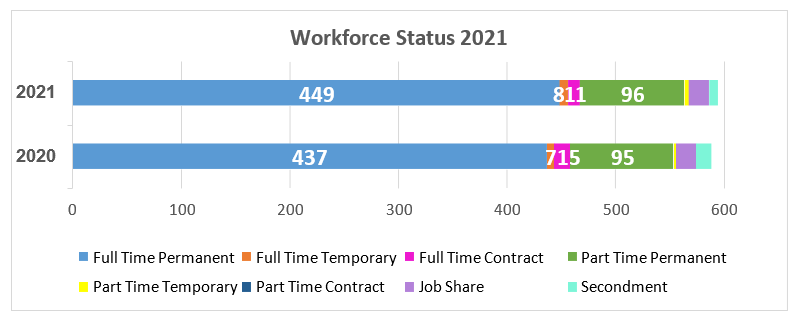 Workforce Status 2021
2021 449 8 11 96
2020 437 7 15 95
0 100 200 300 400 500 600
Full Time Permanent Full Time Temporary Full Time Contract Part Time Permanent
Part Time Temporary Part Time Contract Job Share Secondment